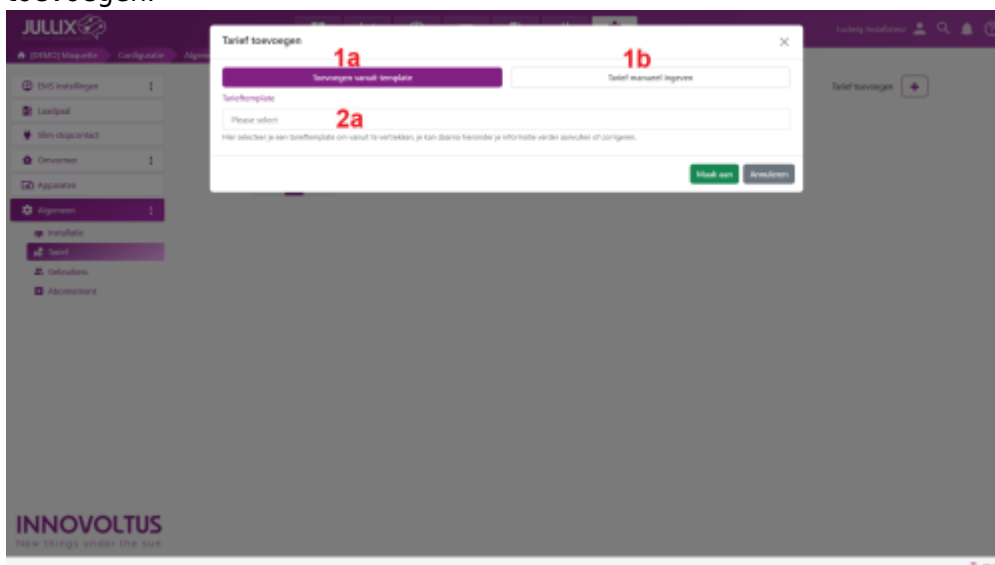 toevoegen.
JULLIX
Tarief toevoegen
1a
1b
Toevoegen vanuit template
Tarief manueel ingeven
Tarieftemplate
Please select
2a
Hier selecteer je een tarieftemplate om vanuit te vertrekken, je kan daarna hieronder je informatie verder aanvullen of corrigeren.
Maak aan
Annuleren
[DEMO] Maquette
Configuratie
Ludwig Installateur
Tarief toevoegen
EMS instellingen
Laadpaal
Slim stopcontact
Omvormer
Apparaten
Algemeen
Installatie
Tarief
Gebruikers
Abonnement
INNOVOLTUS
New things under the sun